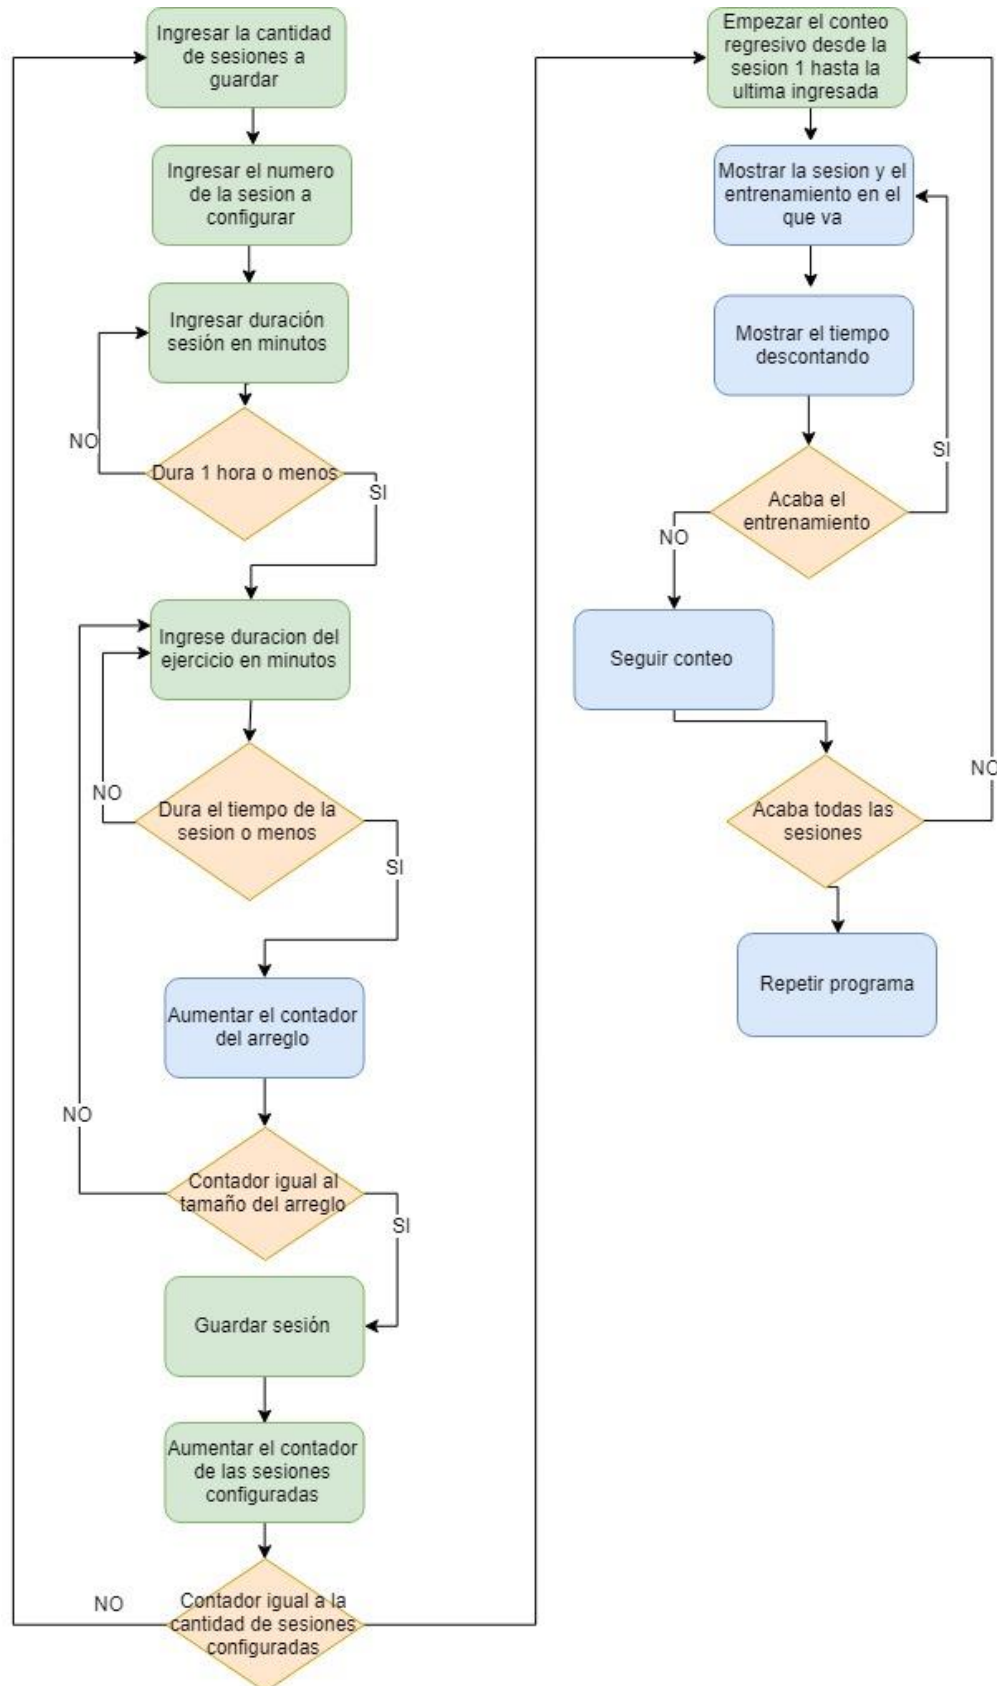 Ingresar la cantidad
de sesiones a
guardar
Ingresar el numero
de la sesion a
configurar
Ingresar duración
sesión en minutos
NO
Dura 1 hora o menos
SI
Ingrese duracion del
ejercicio en minutos
NO
Dura el tiempo de la
sesion o menos
SI
Aumentar el contador
del arreglo
NO
Contador igual al
tamaño del arreglo
SI
Guardar sesión
Aumentar el contador
de las sesiones
configuradas
NO
Contador igual a la
cantidad de sesiones
configuradas
Empezar el conteo
regresivo desde la
sesion 1 hasta la
ultima ingresada
Mostrar la sesion y el
entrenamiento en el
que va
Mostrar el tiempo
descontando
SI
Acaba el
entrenamiento
NO
Seguir conteo
NO
Acaba todas las
sesiones
Repetir programa